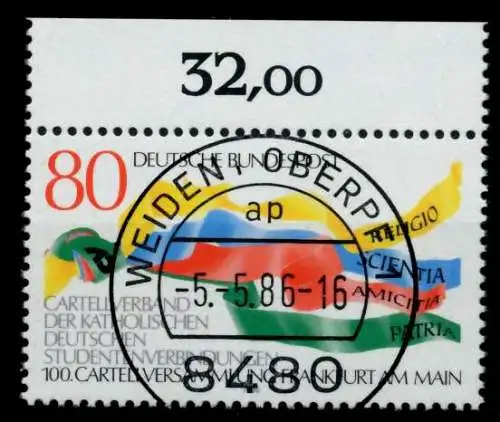 32,00
80 DEUTSCHE BUNDESPOST
WEIDEN, OBERPF
ap
-5.-5.86-16
8480
RELIGIO
SCIENTIA
AMICITIA
PATRIA
CARTELLVERBAND
DER KATHOLISCHEN
DEUTSCHEN
STUDENTENVERBINDUNGEN
100. CARTELLVERSAMMLUNG FRANKFURT AM MAIN